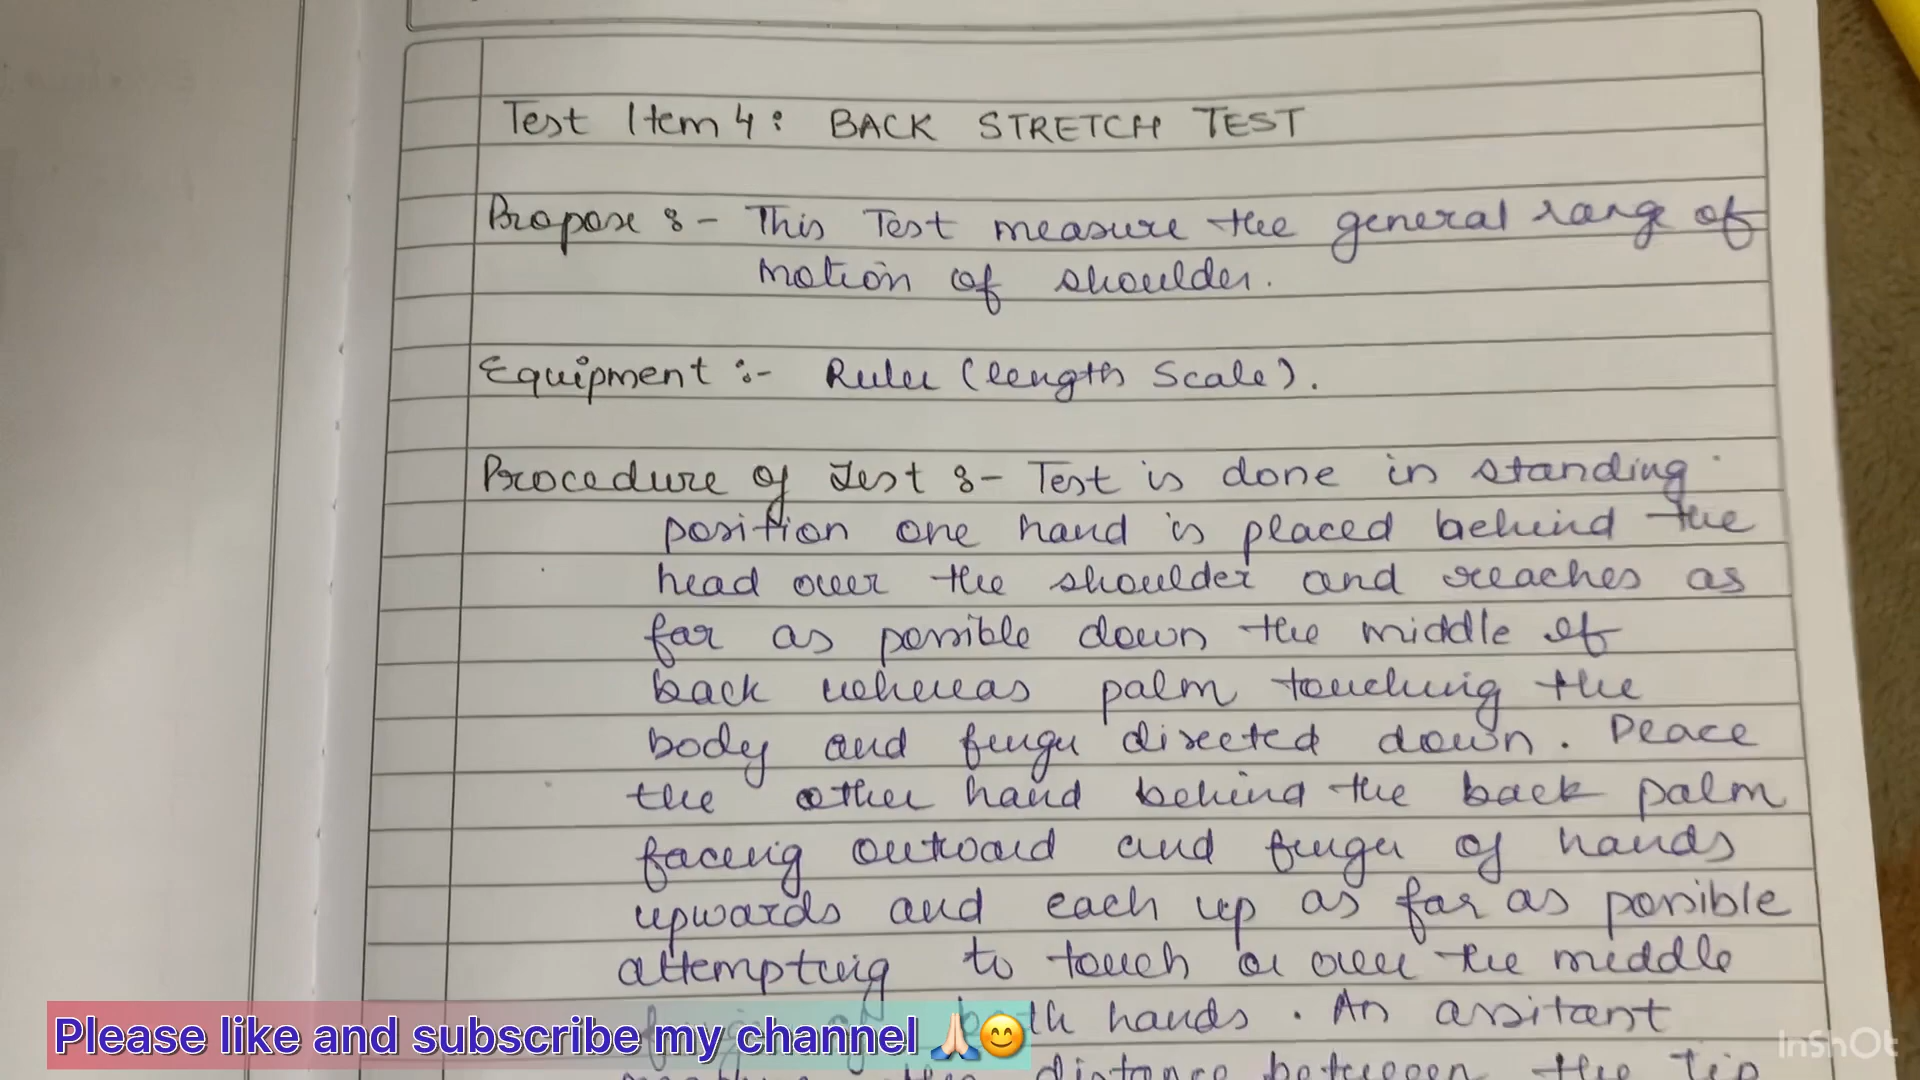 Test Item 4: BACK STRETCH TEST
Propose :- This Test measure the general range of
motion of shoulder.
Equipment :- Ruler (length Scale).
Procedure of Test :- Test is done in standing
position one hand is placed behind the
head over the shoulder and reaches as
far as possible down the middle of
back whereas palm touching the
body and finger directed down. Peace
the other hand behind the back palm
facing outward and finger of hands
upwards and each up as far as possible
attempting to touch or over the middle
hands. An assitant
distance between the tip
Please like and subscribe my channel 🙏🏻😊
InShOt